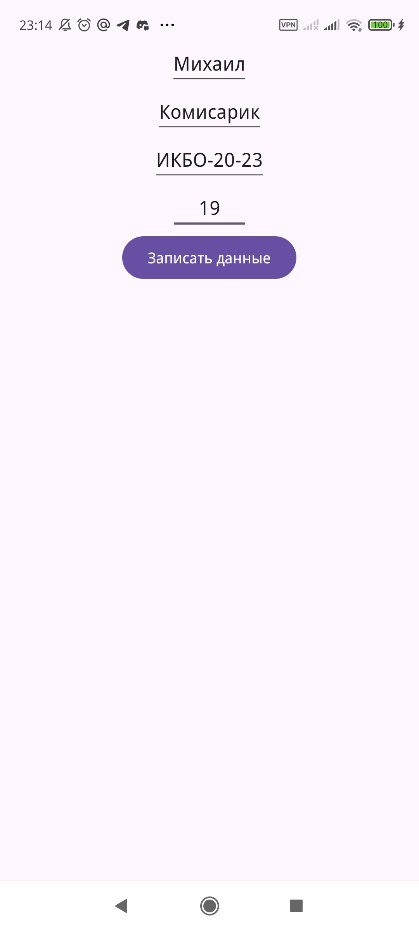 23:14
VPN
100
Михаил
Комисарик
ИКБО-20-23
19
Записать данные